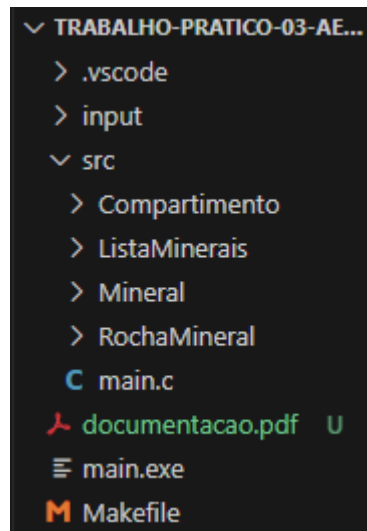 TRABALHO-PRATICO-03-AE...
.vscode
input
src
Compartimento
ListaMinerais
Mineral
RochaMineral
C main.c
documentacao.pdf U
main.exe
M Makefile